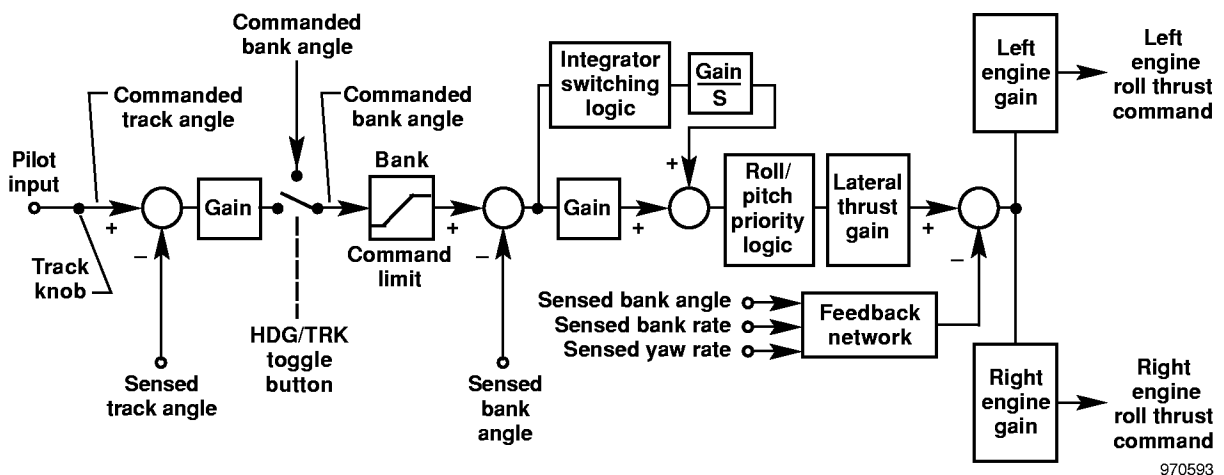 Commanded
bank angle
Commanded
track angle
Commanded
bank angle
Pilot
input
+
–
Gain
Track
knob
Sensed
track angle
HDG/TRK
toggle
button
Bank
Command
limit
+
–
Sensed
bank
angle
Integrator
switching
logic
Gain
S
Gain
+
+
Roll/
pitch
priority
logic
Lateral
thrust
gain
+
–
Sensed bank angle
Sensed bank rate
Sensed yaw rate
Feedback
network
Left
engine
gain
Left
engine
roll thrust
command
Right
engine
gain
Right
engine
roll thrust
command
970593